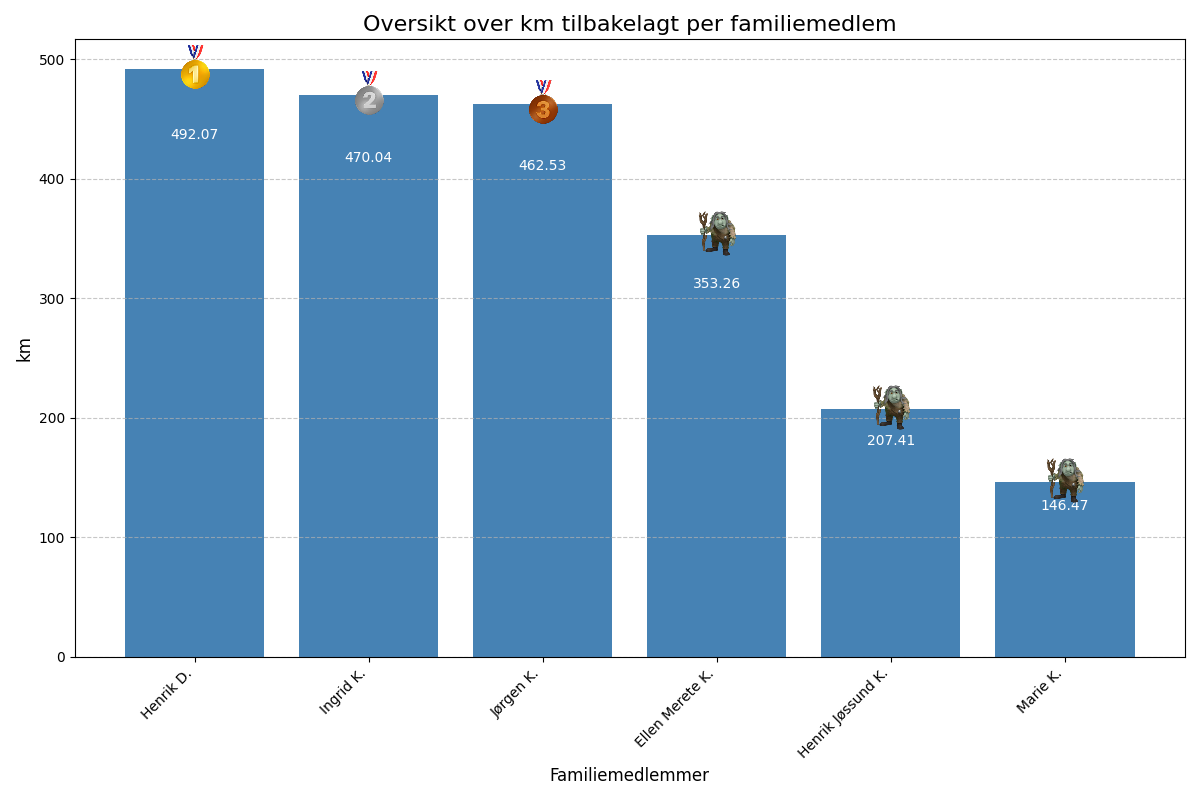 Oversikt over km tilbakelagt per familiemedlem
500
400
300
200
100
0
km
1
2
3
492.07
470.04
462.53
353.26
207.41
146.47
Henrik D.
Ingrid K.
Jørgen K.
Ellen Merete K.
Henrik Jøssund K.
Marie K.
Familiemedlemmer